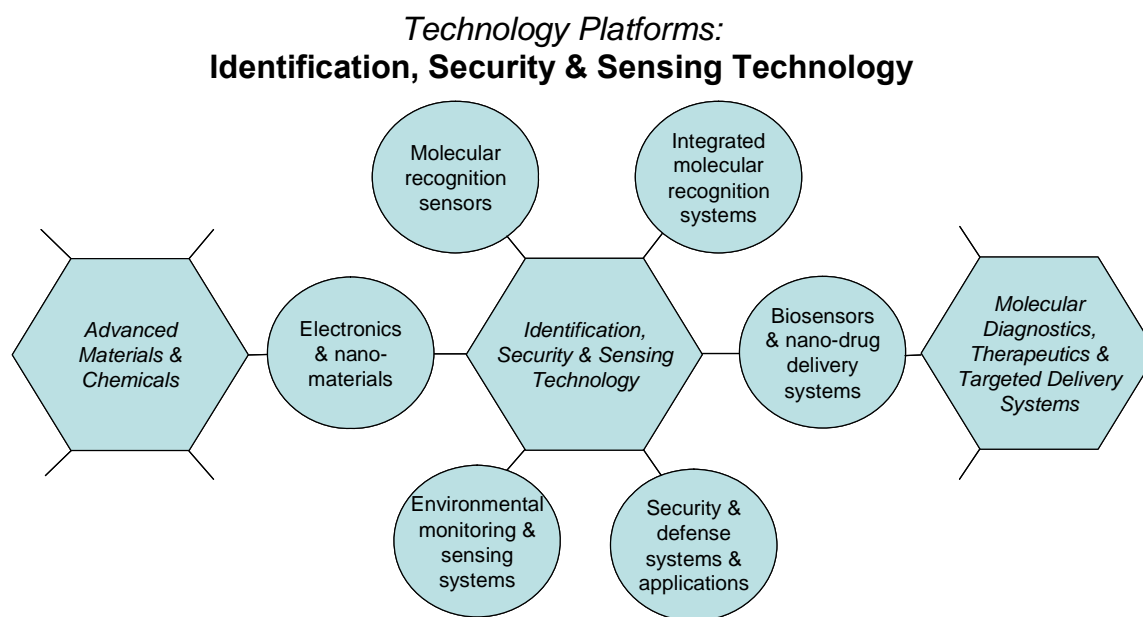 Technology Platforms:
Identification, Security & Sensing Technology
Molecular
recognition
sensors
Integrated
molecular
recognition
systems
Advanced
Materials &
Chemicals
Electronics
& nano-
materials
Identification,
Security & Sensing
Technology
Biosensors
& nano-drug
delivery
systems
Molecular
Diagnostics,
Therapeutics &
Targeted Delivery
Systems
Environmental
monitoring &
sensing
systems
Security &
defense
systems &
applications